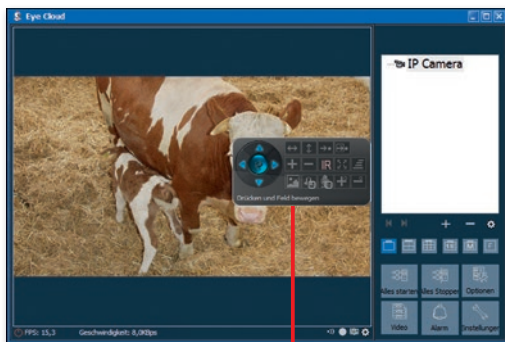 Eye Cloud
IP Camera
IR
Drücken und Feld bewegen
Alles starten
Alles Stoppen
Optionen
Video
Alarm
Einstellungen
FPS: 15,3
Geschwindigkeit: 8,0KBps